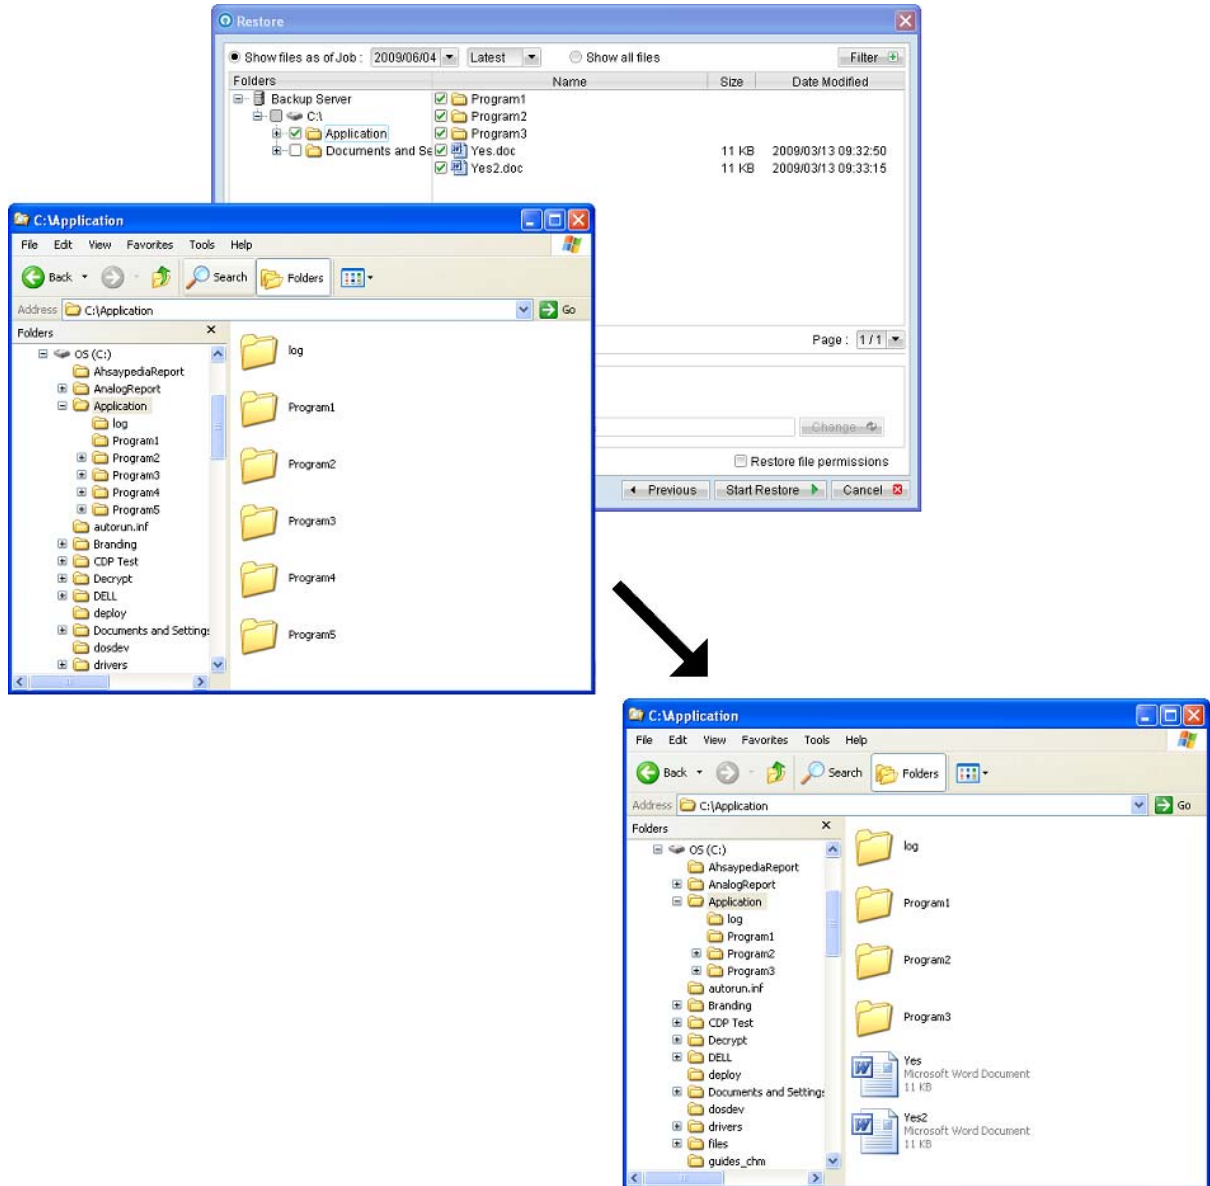 Restore
Show files as of Job : 2009/06/04 Latest Show all files Filter
Folders Name Size Date Modified
Backup Server Program1
C:\ Program2
Application Program3
Documents and Se Yes.doc 11 KB 2009/03/13 09:32:50
Yes2.doc 11 KB 2009/03/13 09:33:15
Page : 1 / 1
Change
Restore file permissions
Previous Start Restore Cancel
C:\Application
File Edit View Favorites Tools Help
Back Search Folders
Address C:\Application Go
Folders
OS (C:)
AhsaypediaReport
AnalogReport
Application
log
Program1
Program2
Program3
Program4
Program5
autorun.inf
Branding
CDP Test
Decrypt
DELL
deploy
Documents and Settings
dosdev
drivers
log
Program1
Program2
Program3
Program4
Program5
C:\Application
File Edit View Favorites Tools Help
Back Search Folders
Address C:\Application Go
Folders
OS (C:)
AhsaypediaReport
AnalogReport
Application
log
Program1
Program2
Program3
autorun.inf
Branding
CDP Test
Decrypt
DELL
deploy
Documents and Settings
dosdev
drivers
files
guides_chm
log
Program1
Program2
Program3
Yes
Microsoft Word Document
11 KB
Yes2
Microsoft Word Document
11 KB